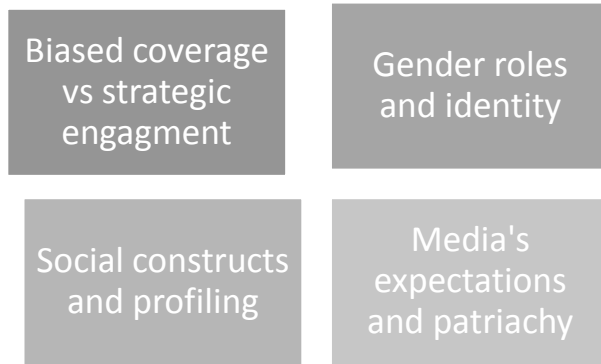 Biased coverage
vs strategic
engagment
Gender roles
and identity
Social constructs
and profiling
Media's
expectations
and patriachy